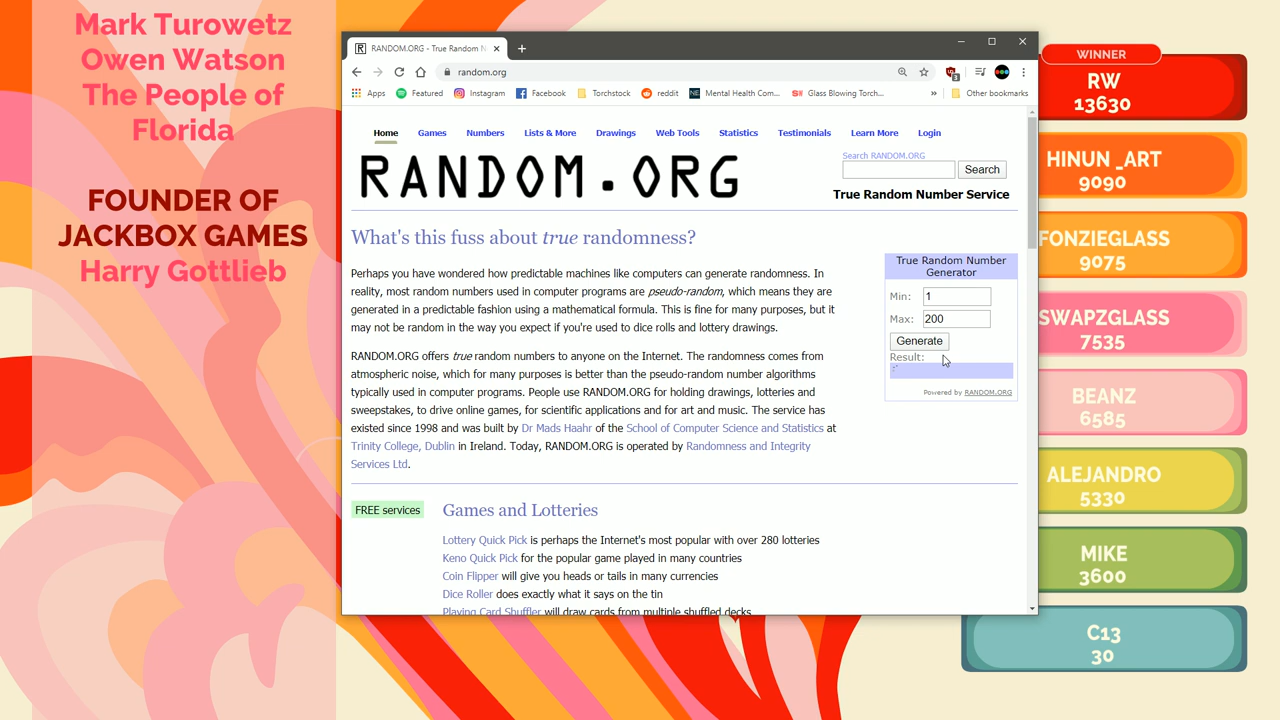 Mark Turowetz
Owen Watson
The People of
Florida
FOUNDER OF
JACKBOX GAMES
Harry Gottlieb
RANDOM.ORG - True Random N
random.org
Apps
Featured
Instagram
Facebook
Torchstock
reddit
Mental Health Com...
Glass Blowing Torch...
»
Other bookmarks
Home
Games
Numbers
Lists & More
Drawings
Web Tools
Statistics
Testimonials
Learn More
Login
RANDOM.ORG
Search RANDOM.ORG
Search
True Random Number Service
What's this fuss about true randomness?
Perhaps you have wondered how predictable machines like computers can generate randomness. In
reality, most random numbers used in computer programs are pseudo-random, which means they are
generated in a predictable fashion using a mathematical formula. This is fine for many purposes, but it
may not be random in the way you expect if you're used to dice rolls and lottery drawings.
RANDOM.ORG offers true random numbers to anyone on the Internet. The randomness comes from
atmospheric noise, which for many purposes is better than the pseudo-random number algorithms
typically used in computer programs. People use RANDOM.ORG for holding drawings, lotteries and
sweepstakes, to drive online games, for scientific applications and for art and music. The service has
existed since 1998 and was built by Dr Mads Haahr of the School of Computer Science and Statistics at
Trinity College, Dublin in Ireland. Today, RANDOM.ORG is operated by Randomness and Integrity
Services Ltd.
True Random Number
Generator
Min: 1
Max: 200
Generate
Result:
Powered by RANDOM.ORG
FREE services
Games and Lotteries
Lottery Quick Pick is perhaps the Internet's most popular with over 280 lotteries
Keno Quick Pick for the popular game played in many countries
Coin Flipper will give you heads or tails in many currencies
Dice Roller does exactly what it says on the tin
Playing Card Shuffler will draw cards from multiple shuffled decks
WINNER
RW
13630
HINUN_ART
9090
FONZIEGLASS
9075
SWAPZGLASS
7535
BEANZ
6585
ALEJANDRO
5330
MIKE
3600
C13
30